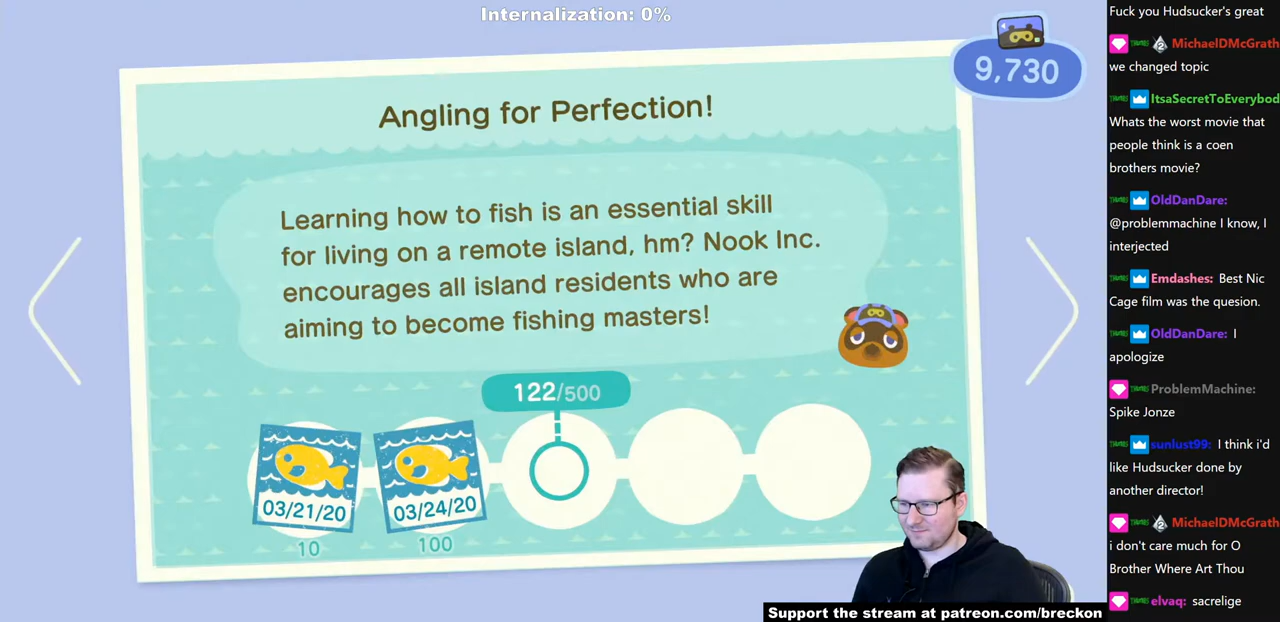 Internalization: 0%
9,730
Angling for Perfection!
Learning how to fish is an essential skill
for living on a remote island, hm? Nook Inc.
encourages all island residents who are
aiming to become fishing masters!
122/500
03/21/20
03/24/20
10
100
Support the stream at patreon.com/breckon
Fuck you Hudsucker's great
MichaelDMcGrath
we changed topic
ItsaSecretToEverybod
Whats the worst movie that
people think is a coen
brothers movie?
OldDanDare:
@problemmachine I know, I
interjected
Emdashes: Best Nic
Cage film was the quesion.
OldDanDare: I
apologize
ProblemMachine:
Spike Jonze
sunlust99: I think i'd
like Hudsucker done by
another director!
MichaelDMcGrath
i don't care much for O
Brother Where Art Thou
elvaq: sacrelige